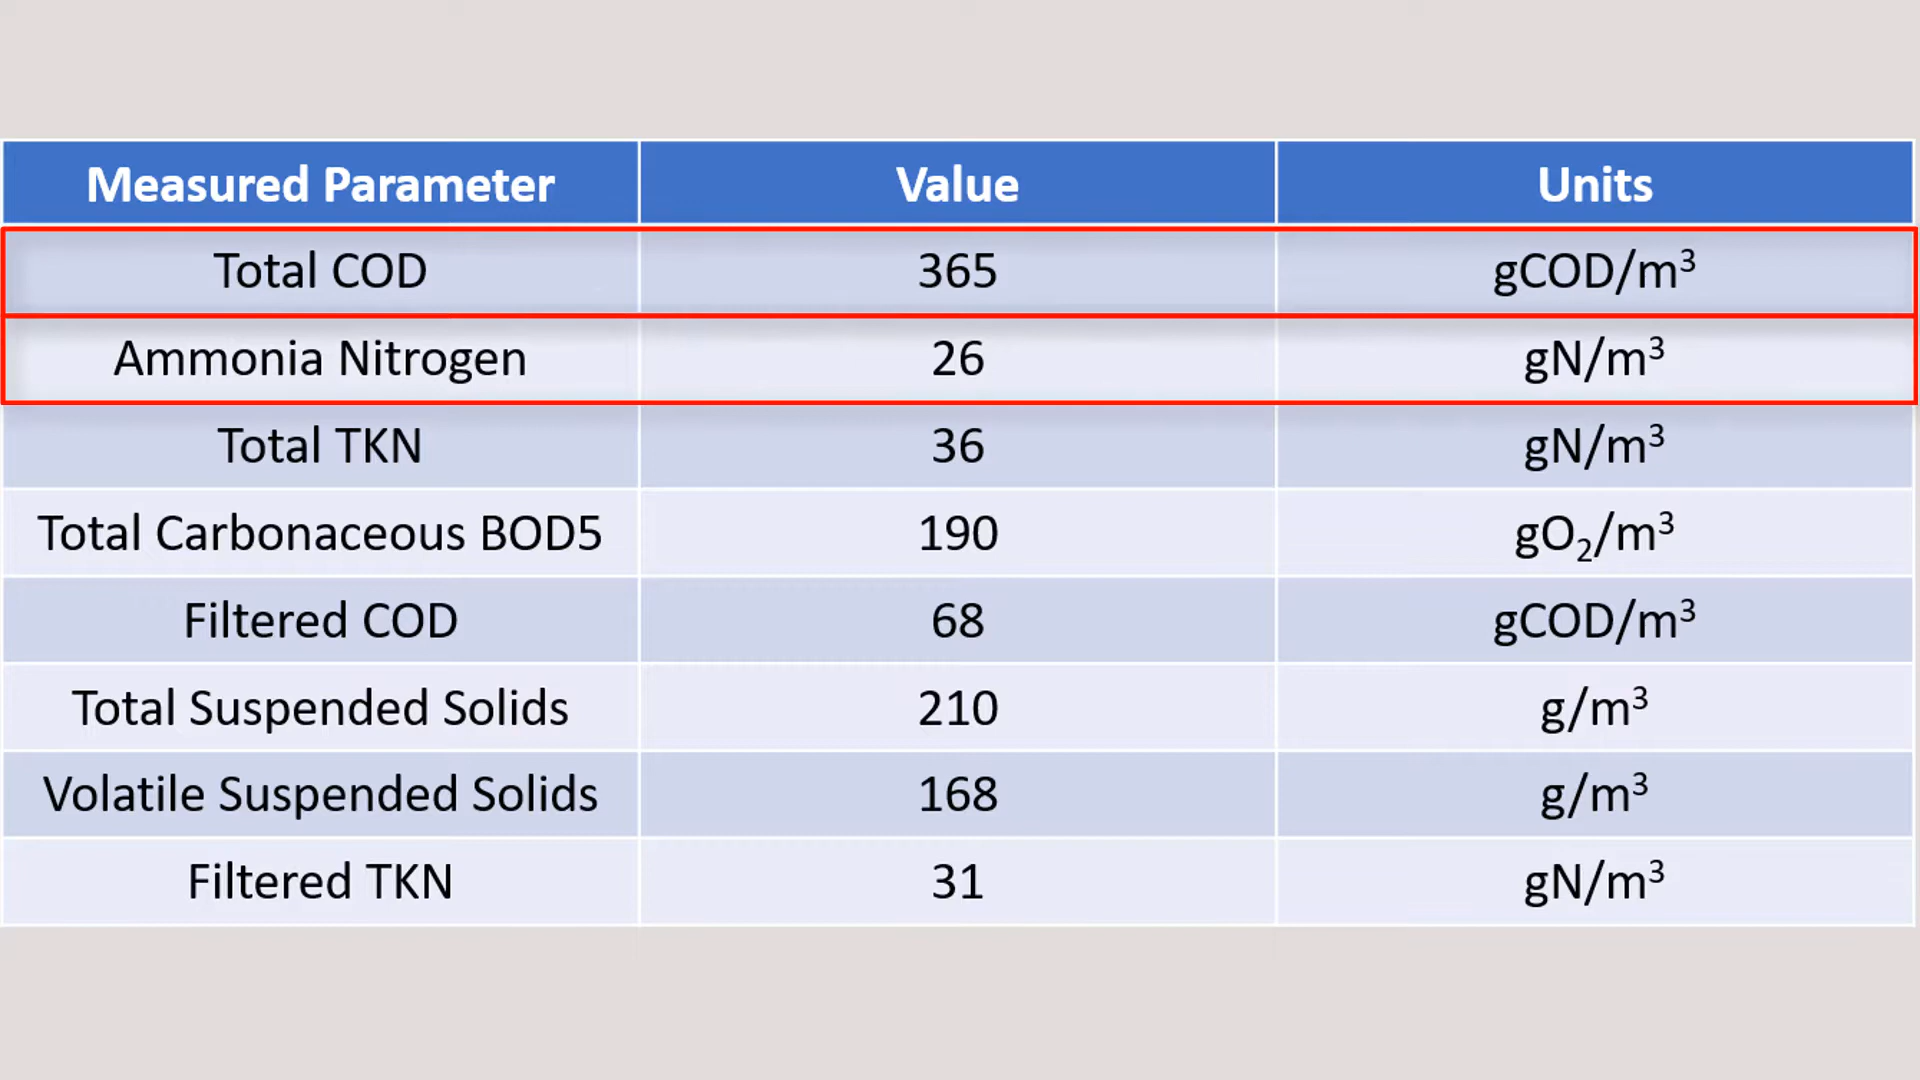 Measured Parameter Value Units
Total COD 365 gCOD/m³
Ammonia Nitrogen 26 gN/m³
Total TKN 36 gN/m³
Total Carbonaceous BOD5 190 gO₂/m³
Filtered COD 68 gCOD/m³
Total Suspended Solids 210 g/m³
Volatile Suspended Solids 168 g/m³
Filtered TKN 31 gN/m³